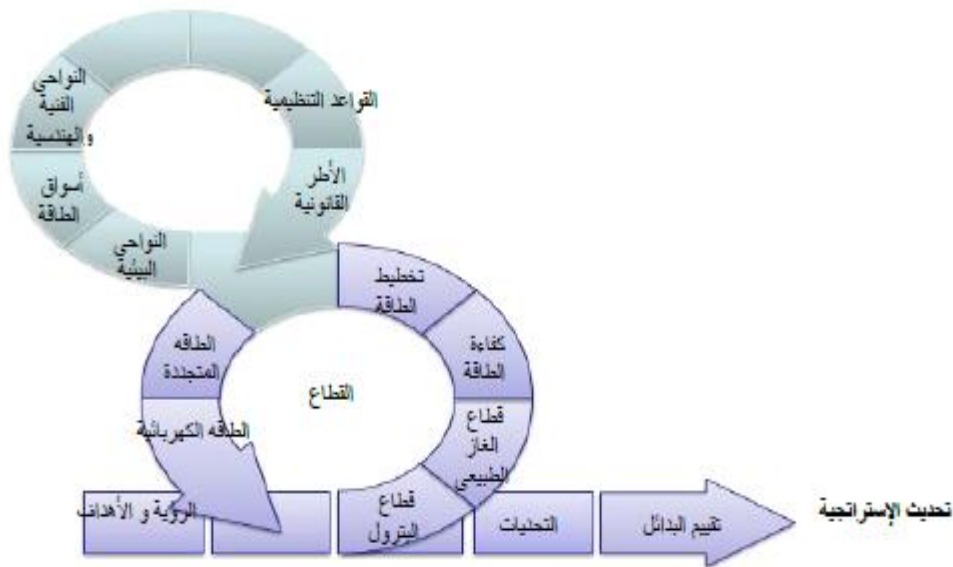 النواحي
الفنية
والهندسية
القواعد التنظيمية
أسواق
الطاقة
الأطر
القانونية
النواحي
البيئية
تخطيط
الطاقة
الطاقه
المتجددة
كفاءة
الطاقة
القطاع
الطاقه الكهربائية
قطاع
الغاز
الطبيعي
الرؤية و الأهداف
قطاع
البترول
التحديات
تقييم البدائل
تحديث الإستراتجية